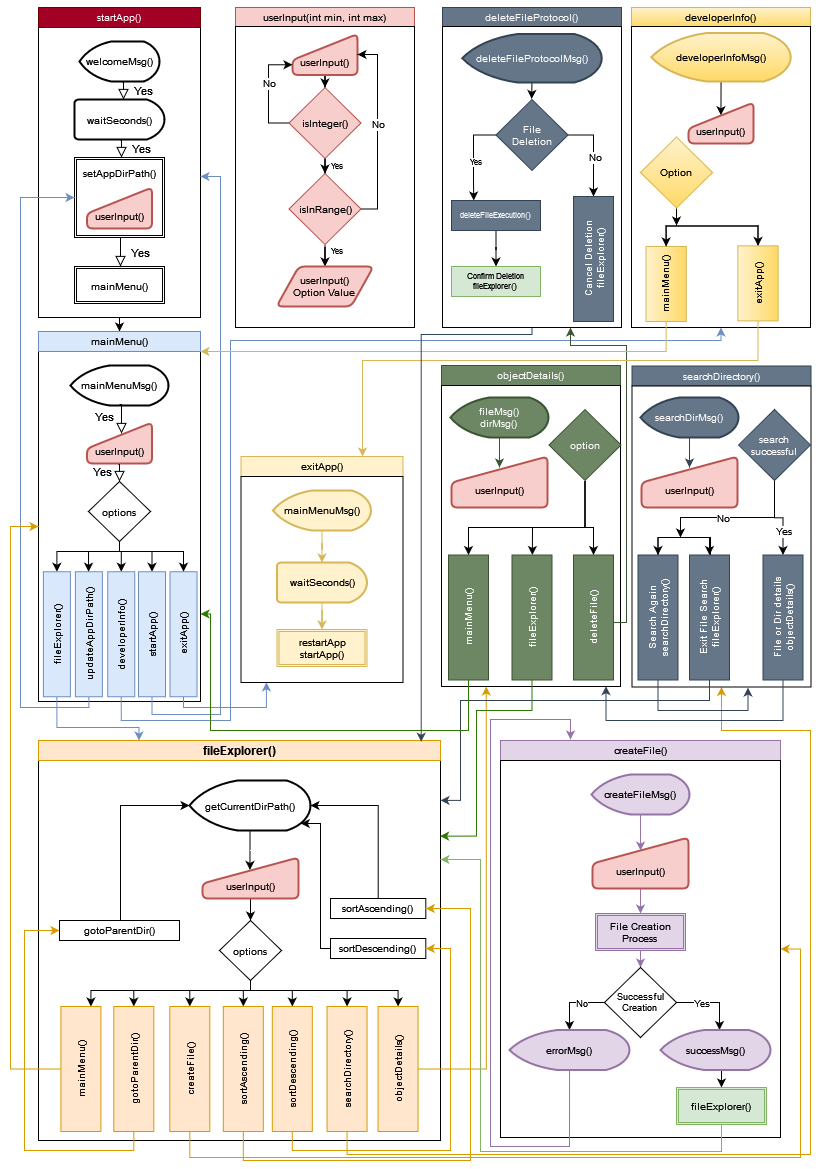 startApp()
welcomeMsg()
Yes
waitSeconds()
Yes
setAppDirPath()
userInput()
Yes
mainMenu()
userInput(int min, int max)
userInput()
No
isInteger()
No
Yes
isInRange()
Yes
userInput()
Option Value
deleteFileProtocol()
deleteFileProtocolMsg()
File
Deletion
Yes
No
deleteFileExecution()
Confirm Deletion
fileExplorer()
Cancel Deletion
fileExplorer()
developerInfo()
developerInfoMsg()
userInput()
Option
mainMenu()
exitApp()
mainMenu()
mainMenuMsg()
Yes
userInput()
Yes
options
fileExplorer()
updateAppDirPath()
developerInfo()
startApp()
exitApp()
exitApp()
mainMenuMsg()
waitSeconds()
restartApp
startApp()
objectDetails()
fileMsg()
dirMsg()
option
userInput()
mainMenu()
fileExplorer()
deleteFile()
searchDirectory()
searchDirMsg()
search
successful
userInput()
No
Yes
Search Again
searchDirectory()
Exit File Search
fileExplorer()
File or Dir details
objectDetails()
fileExplorer()
getCurrentDirPath()
userInput()
sortAscending()
gotoParentDir()
options
sortDescending()
mainMenu()
gotoParentDir()
createFile()
sortAscending()
sortDescending()
searchDirectory()
objectDetails()
createFile()
createFileMsg()
userInput()
File Creation
Process
Successful
Creation
No
Yes
errorMsg()
successMsg()
fileExplorer()